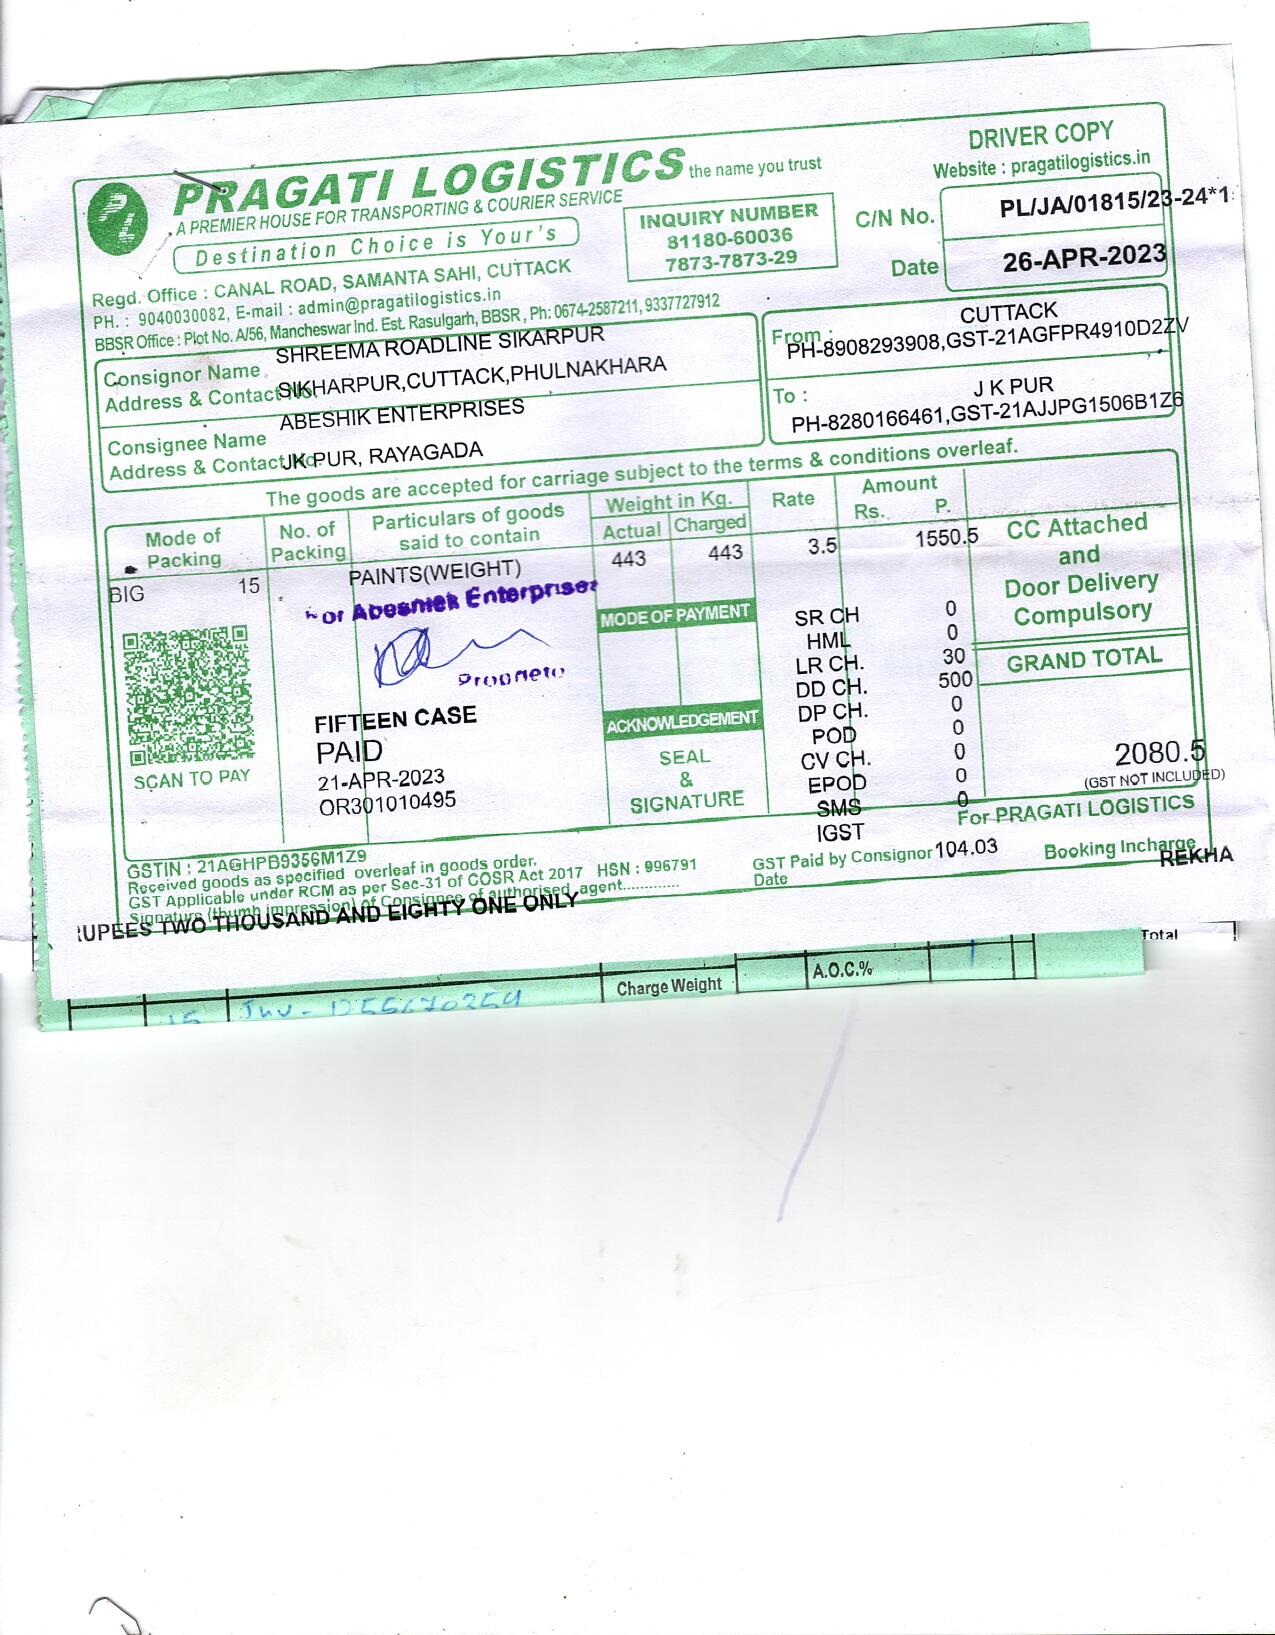 DRIVER COPY
PRAGATI LOGISTICS the name you trust
Website : pragatilogistics.in
A PREMIER HOUSE FOR TRANSPORTING & COURIER SERVICE
Destination Choice is Your's
INQUIRY NUMBER
81180-60036
7873-7873-29
C/N No. PL/JA/01815/23-24*1
Date 26-APR-2023
Regd. Office : CANAL ROAD, SAMANTA SAHI, CUTTACK
PH. : 9040030082, E-mail : admin@pragatilogistics.in
BBSR Office : Plot No. A/56, Mancheswar Ind. Est. Rasulgarh, BBSR, Ph: 0674-2587211, 9337727912
Consignor Name SHREEMA ROADLINE SIKARPUR
Address & Contact No. SIKHARPUR,CUTTACK,PHULNAKHARA
From : CUTTACK
PH-8908293908,GST-21AGFPR4910D2ZV
Consignee Name ABESHIK ENTERPRISES
Address & Contact No. JK PUR, RAYAGADA
To : J K PUR
PH-8280166461,GST-21AJJPG1506B1Z6
The goods are accepted for carriage subject to the terms & conditions overleaf.
Mode of Packing
No. of Packing
Particulars of goods said to contain
Weight in Kg.
Actual Charged
Rate
Amount
Rs. P.
BIG 15 PAINTS(WEIGHT) 443 443 3.5 1550.5
CC Attached
and
Door Delivery
Compulsory
For Abeshiek Enterprises
Proprieto
MODE OF PAYMENT
SR CH 0
HML 0
LR CH. 30
DD CH. 500
DP CH. 0
POD 0
CV CH. 0
EPOD 0
SMS 0
IGST
GRAND TOTAL
2080.5
(GST NOT INCLUDED)
SCAN TO PAY
FIFTEEN CASE
PAID
21-APR-2023
OR301010495
ACKNOWLEDGEMENT
SEAL
&
SIGNATURE
For PRAGATI LOGISTICS
GSTIN : 21AGHPB9356M1Z9
Received goods as specified overleaf in goods order.
GST Applicable under RCM as per Sec-31 of COSR Act 2017 HSN : 996791
Signature (thumb impression) of Consignee of authorised agent.............
GST Paid by Consignor 104.03
Date
Booking Incharge
REKHA
RUPEES TWO THOUSAND AND EIGHTY ONE ONLY
Total
Charge Weight
A.O.C.%
15 Inv-